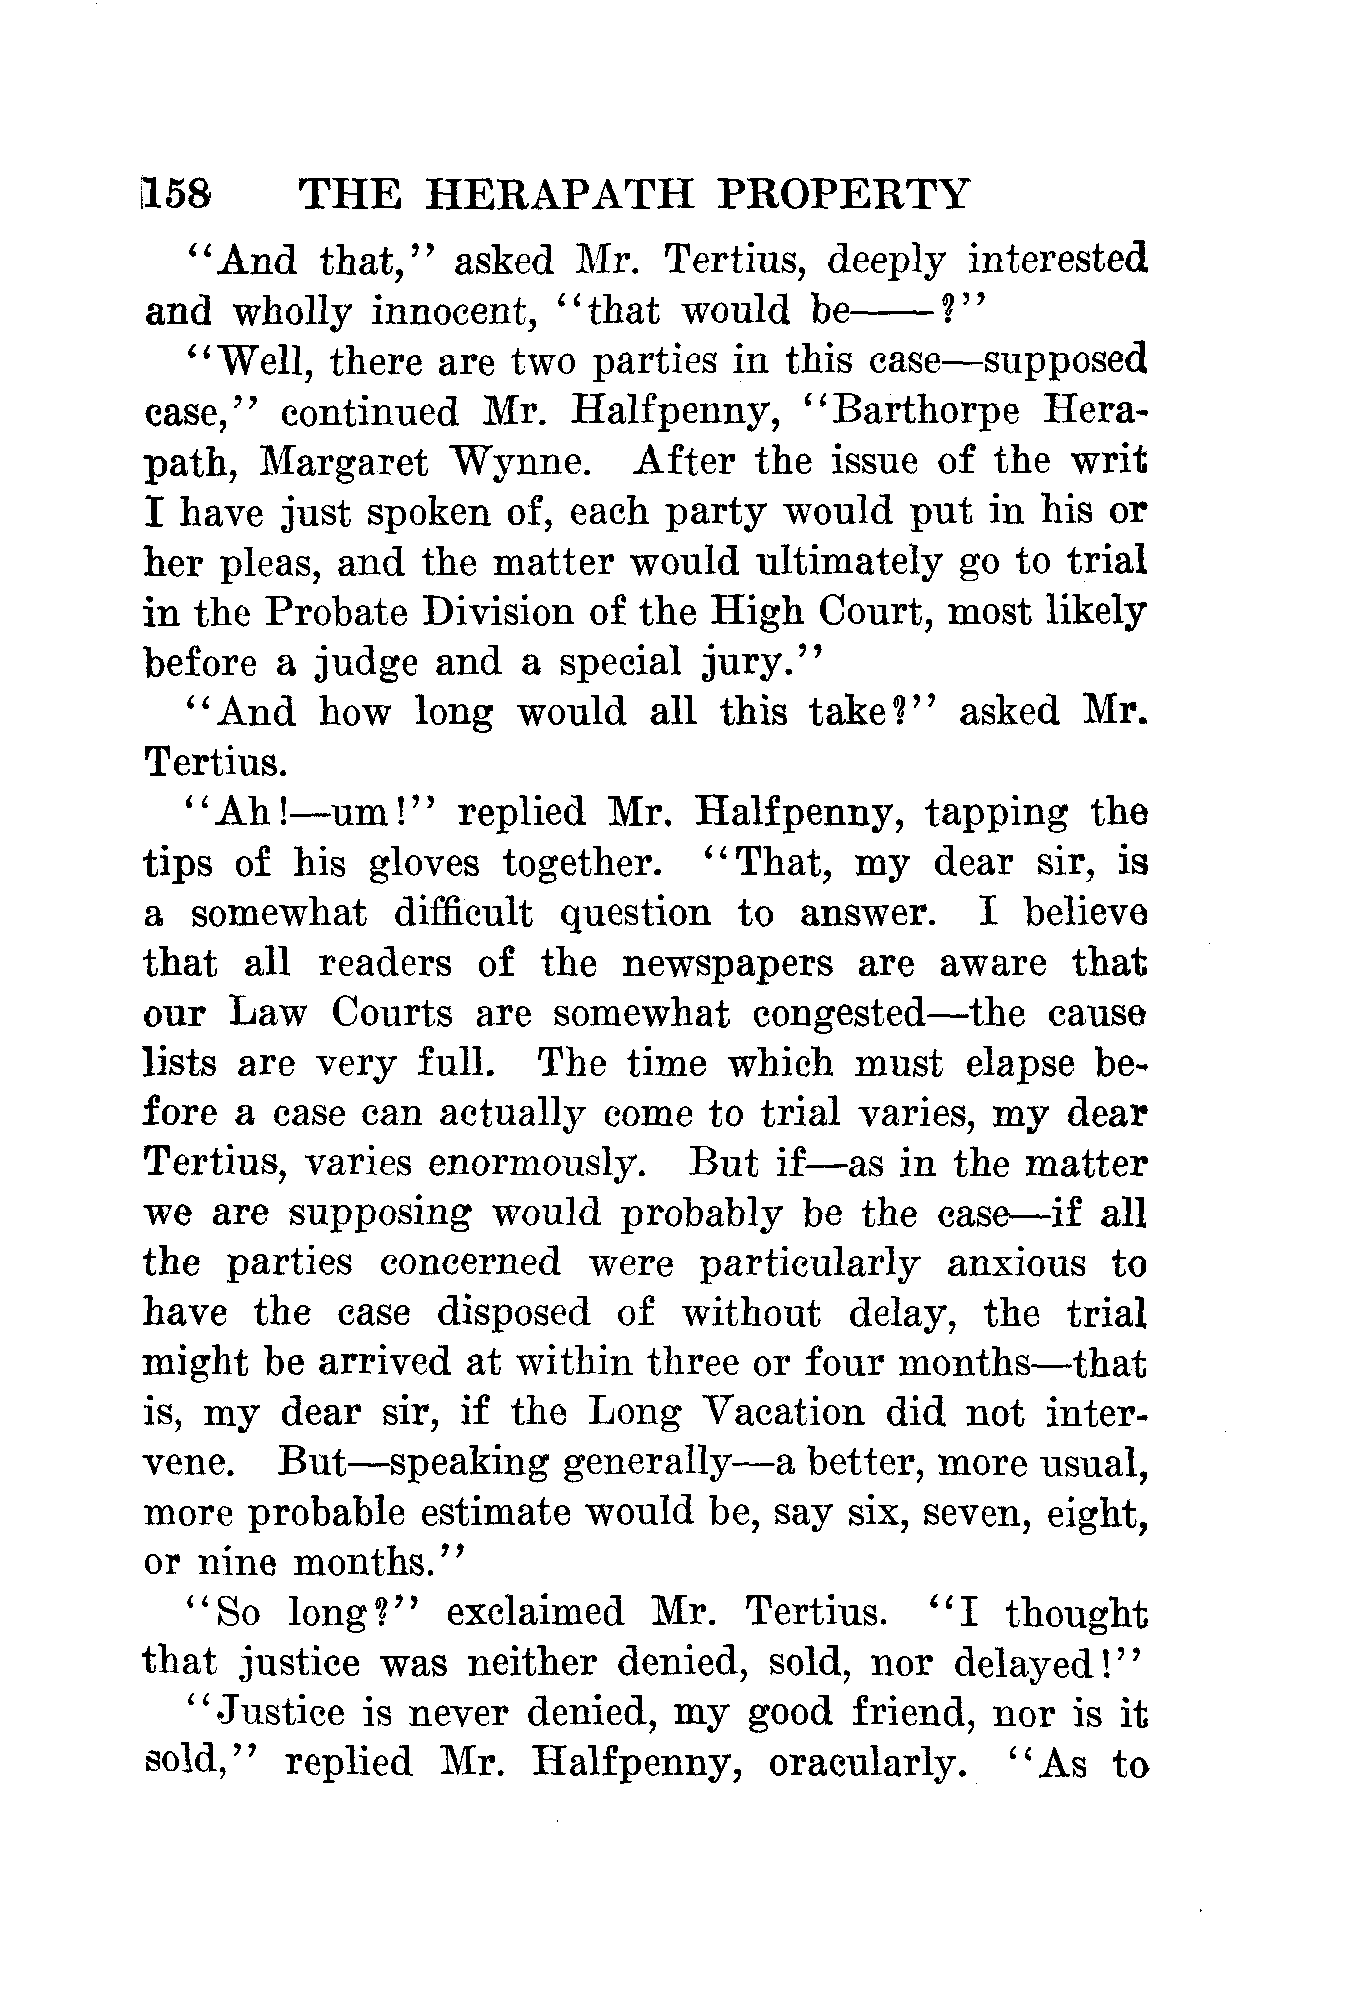 158 THE HERAPATH PROPERTY
"And that," asked Mr. Tertius, deeply interested
and wholly innocent, "that would be——?"
"Well, there are two parties in this case—supposed
case," continued Mr. Halfpenny, "Barthorpe Hera-
path, Margaret Wynne. After the issue of the writ
I have just spoken of, each party would put in his or
her pleas, and the matter would ultimately go to trial
in the Probate Division of the High Court, most likely
before a judge and a special jury."
"And how long would all this take?" asked Mr.
Tertius.
"Ah!—um!" replied Mr. Halfpenny, tapping the
tips of his gloves together. "That, my dear sir, is
a somewhat difficult question to answer. I believe
that all readers of the newspapers are aware that
our Law Courts are somewhat congested—the cause
lists are very full. The time which must elapse be-
fore a case can actually come to trial varies, my dear
Tertius, varies enormously. But if—as in the matter
we are supposing would probably be the case—if all
the parties concerned were particularly anxious to
have the case disposed of without delay, the trial
might be arrived at within three or four months—that
is, my dear sir, if the Long Vacation did not inter-
vene. But—speaking generally—a better, more usual,
more probable estimate would be, say six, seven, eight,
or nine months."
"So long?" exclaimed Mr. Tertius. "I thought
that justice was neither denied, sold, nor delayed!"
"Justice is never denied, my good friend, nor is it
sold," replied Mr. Halfpenny, oracularly. "As to